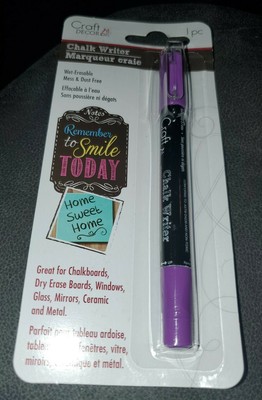 Craft
DECOR
1 pc
Chalk Writer
Marqueur craie
Wet-Erasable
Mess & Dust Free
Effaçable à l'eau
Sans poussière or dégats
Notes
Remember
to Smile
TODAY
Home
Sweet
Home
Craft
Chalk Writer
Great for Chalkboards,
Dry Erase Boards, Windows,
Glass, Mirrors, Ceramic
and Metal.
Parfait tableau ardoise,
fenêtres, vitre,
et métal.